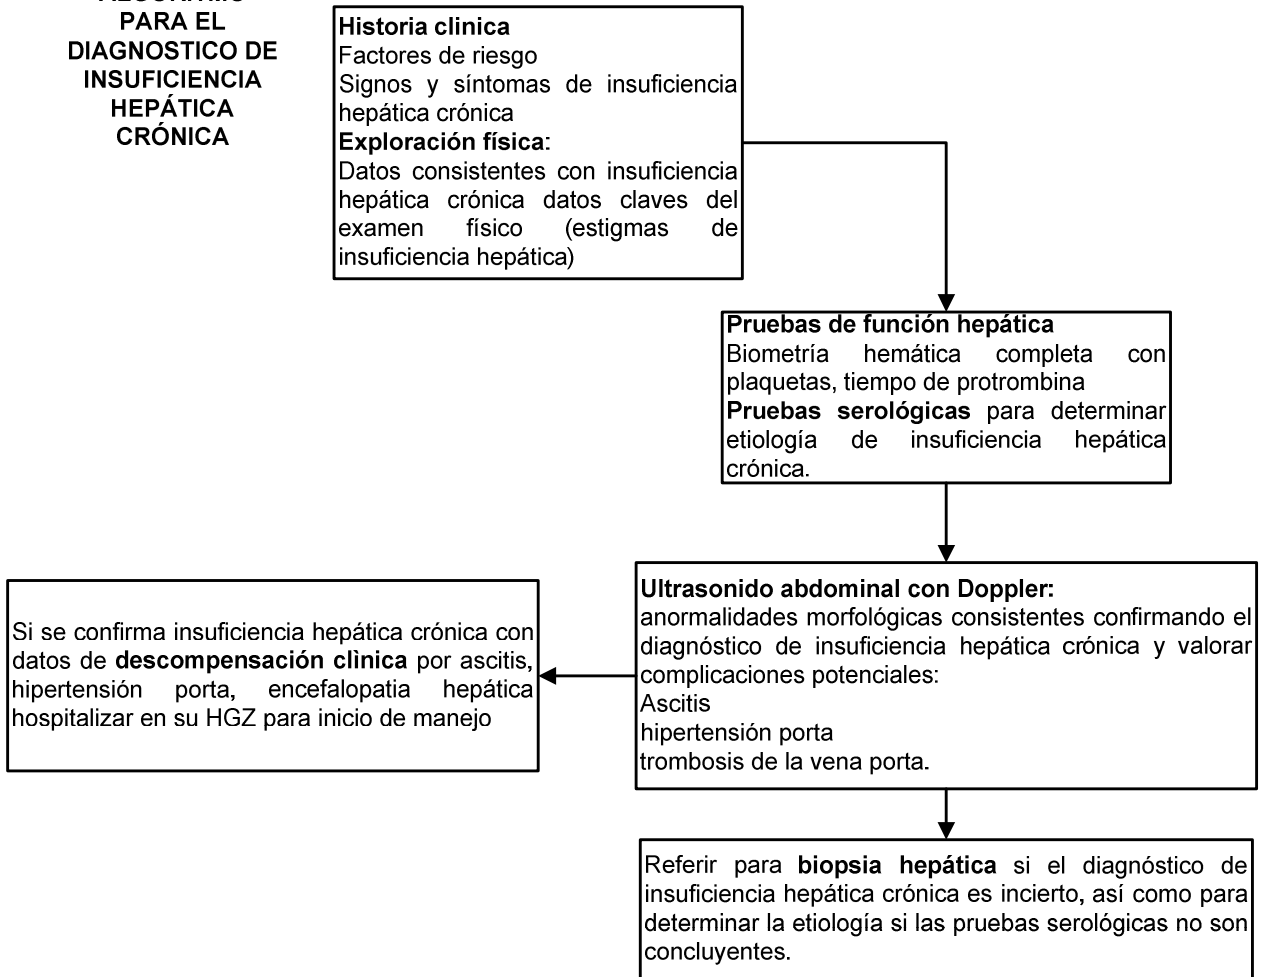 PARA EL
DIAGNOSTICO DE
INSUFICIENCIA
HEPÁTICA
CRÓNICA
Historia clinica
Factores de riesgo
Signos y síntomas de insuficiencia
hepática crónica
Exploración física:
Datos consistentes con insuficiencia
hepática crónica datos claves del
examen físico (estigmas de
insuficiencia hepática)
Pruebas de función hepática
Biometría hemática completa con
plaquetas, tiempo de protrombina
Pruebas serológicas para determinar
etiología de insuficiencia hepática
crónica.
Ultrasonido abdominal con Doppler:
anormalidades morfológicas consistentes confirmando el
diagnóstico de insuficiencia hepática crónica y valorar
complicaciones potenciales:
Ascitis
hipertensión porta
trombosis de la vena porta.
Si se confirma insuficiencia hepática crónica con
datos de descompensación clìnica por ascitis,
hipertensión porta, encefalopatia hepática
hospitalizar en su HGZ para inicio de manejo
Referir para biopsia hepática si el diagnóstico de
insuficiencia hepática crónica es incierto, así como para
determinar la etiología si las pruebas serológicas no son
concluyentes.